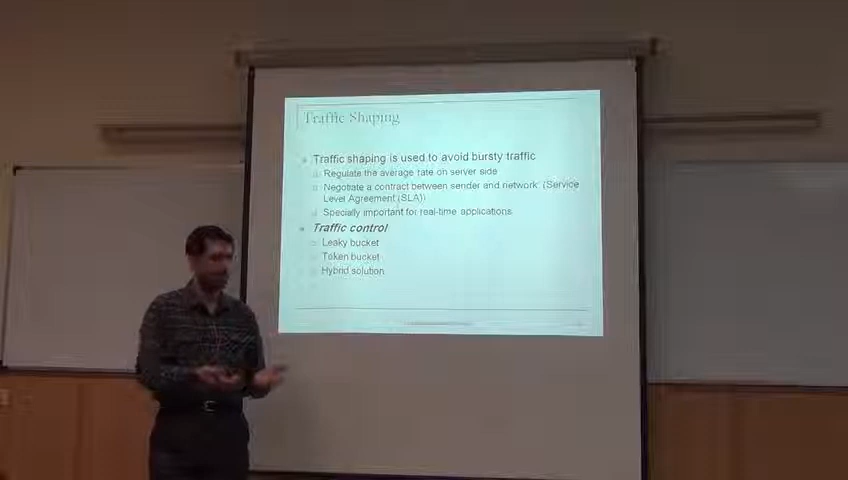 Traffic Shaping
Traffic shaping is used to avoid bursty traffic
Regulate the average rate on server side
Negotiate a contract between sender and network (Service
Level Agreement (SLA))
Specially important for real-time applications
Traffic control
Leaky bucket
Token bucket
Hybrid solution